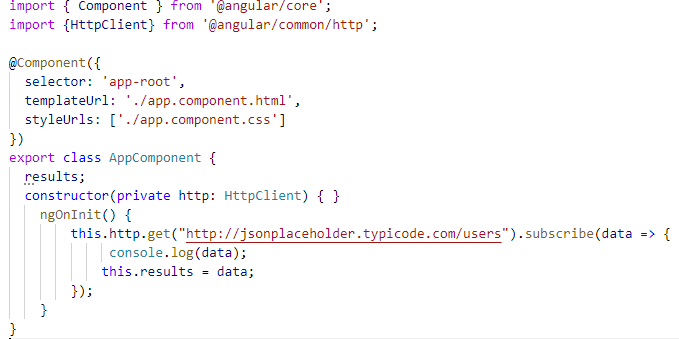 import { Component } from '@angular/core';
import {HttpClient} from '@angular/common/http';
@Component({
selector: 'app-root',
templateUrl: './app.component.html',
styleUrls: ['./app.component.css']
})
export class AppComponent {
results;
constructor(private http: HttpClient) { }
ngOnInit() {
this.http.get("http://jsonplaceholder.typicode.com/users").subscribe(data => {
console.log(data);
this.results = data;
});
}
}